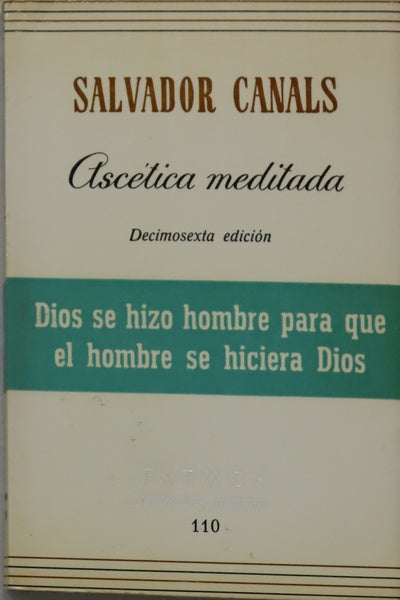 SALVADOR CANALS
Ascética meditada
Decimosexta edición
Dios se hizo hombre para que
el hombre se hiciera Dios
PATMOS
110